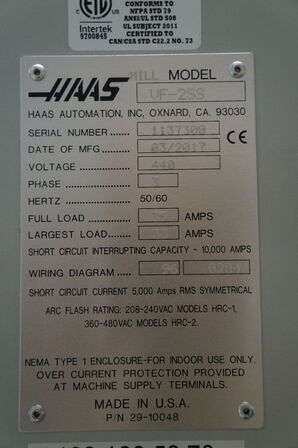 CONFORMS TO
NFPA STD 79
ANSI/UL STD 508
UL SUBJECT 2011
CERTIFIED TO
CAN/CSA STD C22.2 NO. 73
Intertek
9700845
HAAS MILL MODEL
VF-2SS
HAAS AUTOMATION, INC, OXNARD, CA. 93030
SERIAL NUMBER 1137308
DATE OF MFG 03/2017
VOLTAGE 440
PHASE 3
HERTZ 50/60
FULL LOAD AMPS
LARGEST LOAD AMPS
SHORT CIRCUIT INTERRUPTING CAPACITY - 10,000 AMPS
WIRING DIAGRAM 96
SHORT CIRCUIT CURRENT 5,000 Amps RMS SYMMETRICAL
ARC FLASH RATING: 208-240VAC MODELS HRC-1,
360-480VAC MODELS HRC-2.
NEMA TYPE 1 ENCLOSURE-FOR INDOOR USE ONLY.
OVER CURRENT PROTECTION PROVIDED
AT MACHINE SUPPLY TERMINALS.
MADE IN U.S.A.
P/N 29-10048